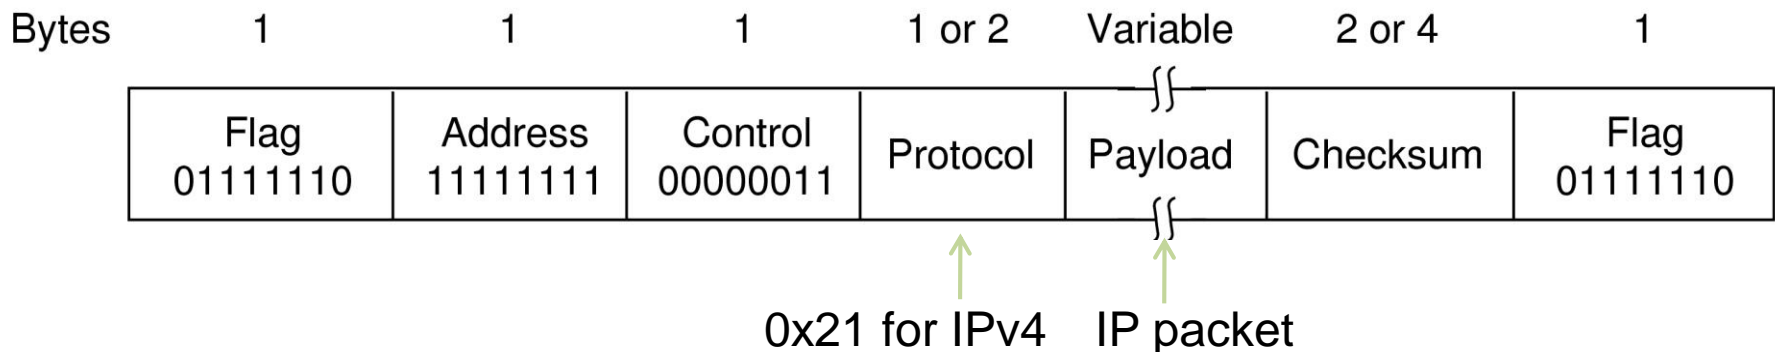 Bytes 1 1 1 1 or 2 Variable 2 or 4 1
Flag Address Control Protocol Payload Checksum Flag
01111110 11111111 00000011 01111110
0x21 for IPv4 IP packet